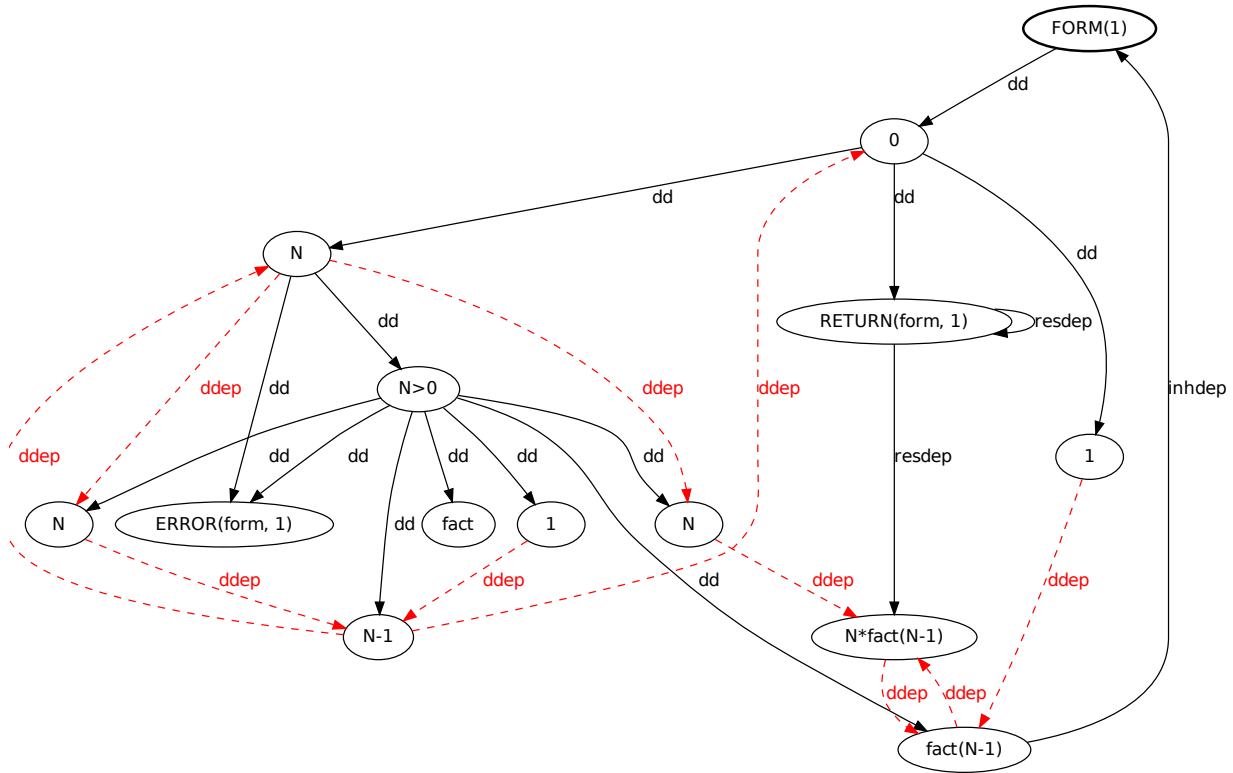 FORM(1)
dd
0
dd
dd
dd
N
RETURN(form, 1)
resdep
dd
ddep
dd
ddep
ddep
inhdep
N>0
ddep
dd
dd
dd
dd
dd
resdep
1
N
ERROR(form, 1)
dd
fact
1
N
ddep
ddep
dd
ddep
ddep
N-1
N*fact(N-1)
ddep
ddep
fact(N-1)